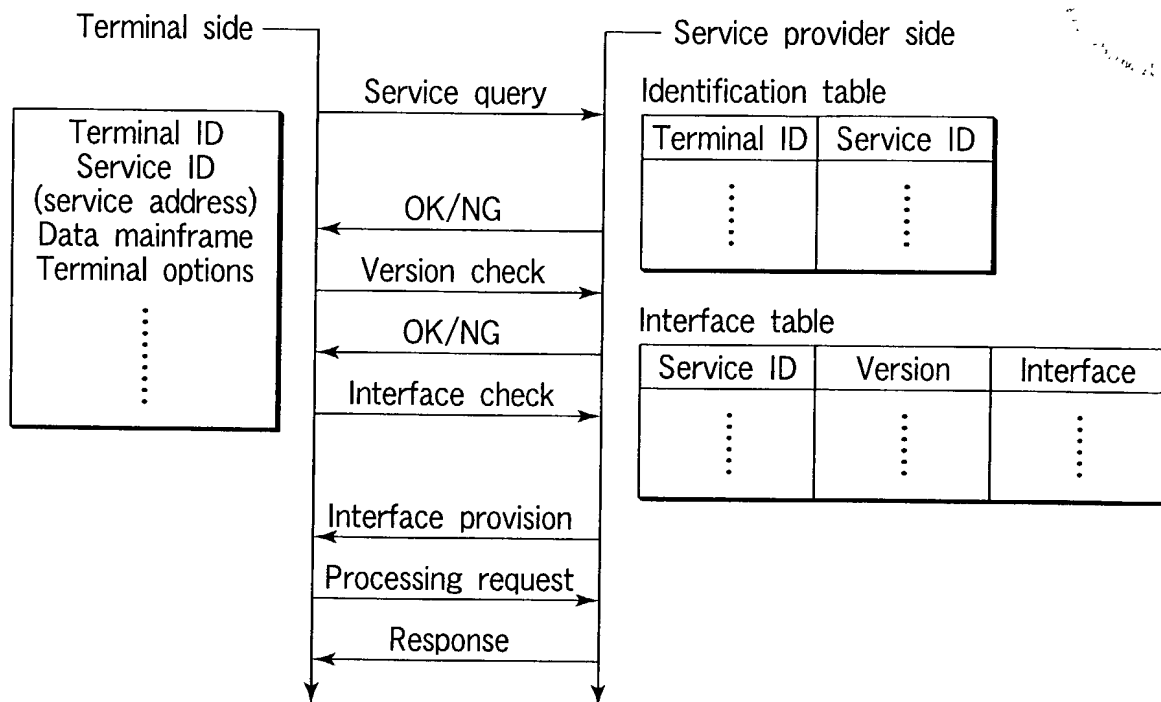 Terminal side
Service provider side
Service query
Identification table
Terminal ID
Service ID
(service address)
Data mainframe
Terminal options
Terminal ID Service ID
OK/NG
Version check
OK/NG
Interface check
Interface table
Service ID Version Interface
Interface provision
Processing request
Response